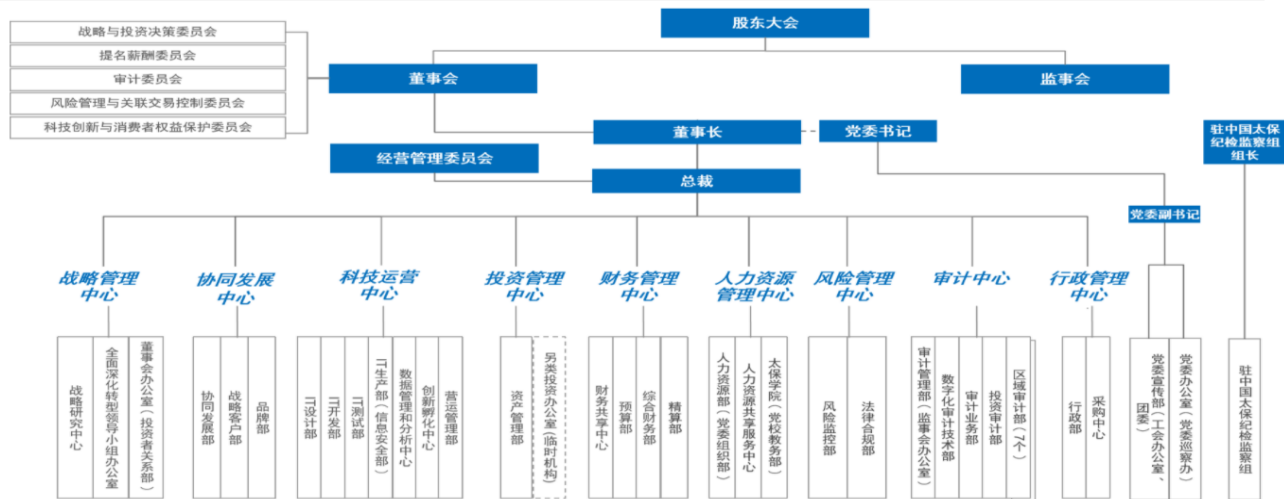 股东大会
战略与投资决策委员会
提名薪酬委员会
审计委员会
风险管理与关联交易控制委员会
科技创新与消费者权益保护委员会
董事会
监事会
董事长
党委书记
驻中国太保
纪检监察组
组长
经营管理委员会
总裁
党委副书记
战略管理
中心
协同发展
中心
科技运营
中心
投资管理
中心
财务管理
中心
人力资源
管理中心
风险管理
中心
审计中心
行政管理
中心
战略研究中心
全面深化转型领导小组办公室
董事会办公室（投资者关系部）
协同发展部
战略客户部
品牌部
IT设计部
IT开发部
IT测试部
IT生产部（信息安全部）
数据管理和分析中心
创新孵化中心
营运管理部
资产管理部
另类投资办公室(临时机构)
财务共享中心
预算部
综合财务部
精算部
人力资源部（党委组织部）
人力资源共享服务中心
太保学院（党校教务部）
风险监控部
法律合规部
审计管理部（监事会办公室）
数字化审计技术部
审计业务部
投资审计部
区域审计部（7个）
行政部
采购中心
党委宣传部（工会办公室、
团委）
党委办公室（党委巡察办）
驻中国太保纪检监察组